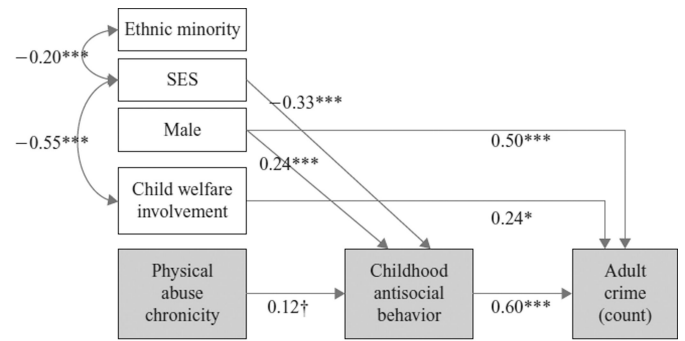 Ethnic minority
−0.20***
SES
−0.33***
Male
−0.55***
0.50***
0.24***
Child welfare
involvement
0.24*
Physical
abuse
chronicity
0.12†
Childhood
antisocial
behavior
0.60***
Adult
crime
(count)